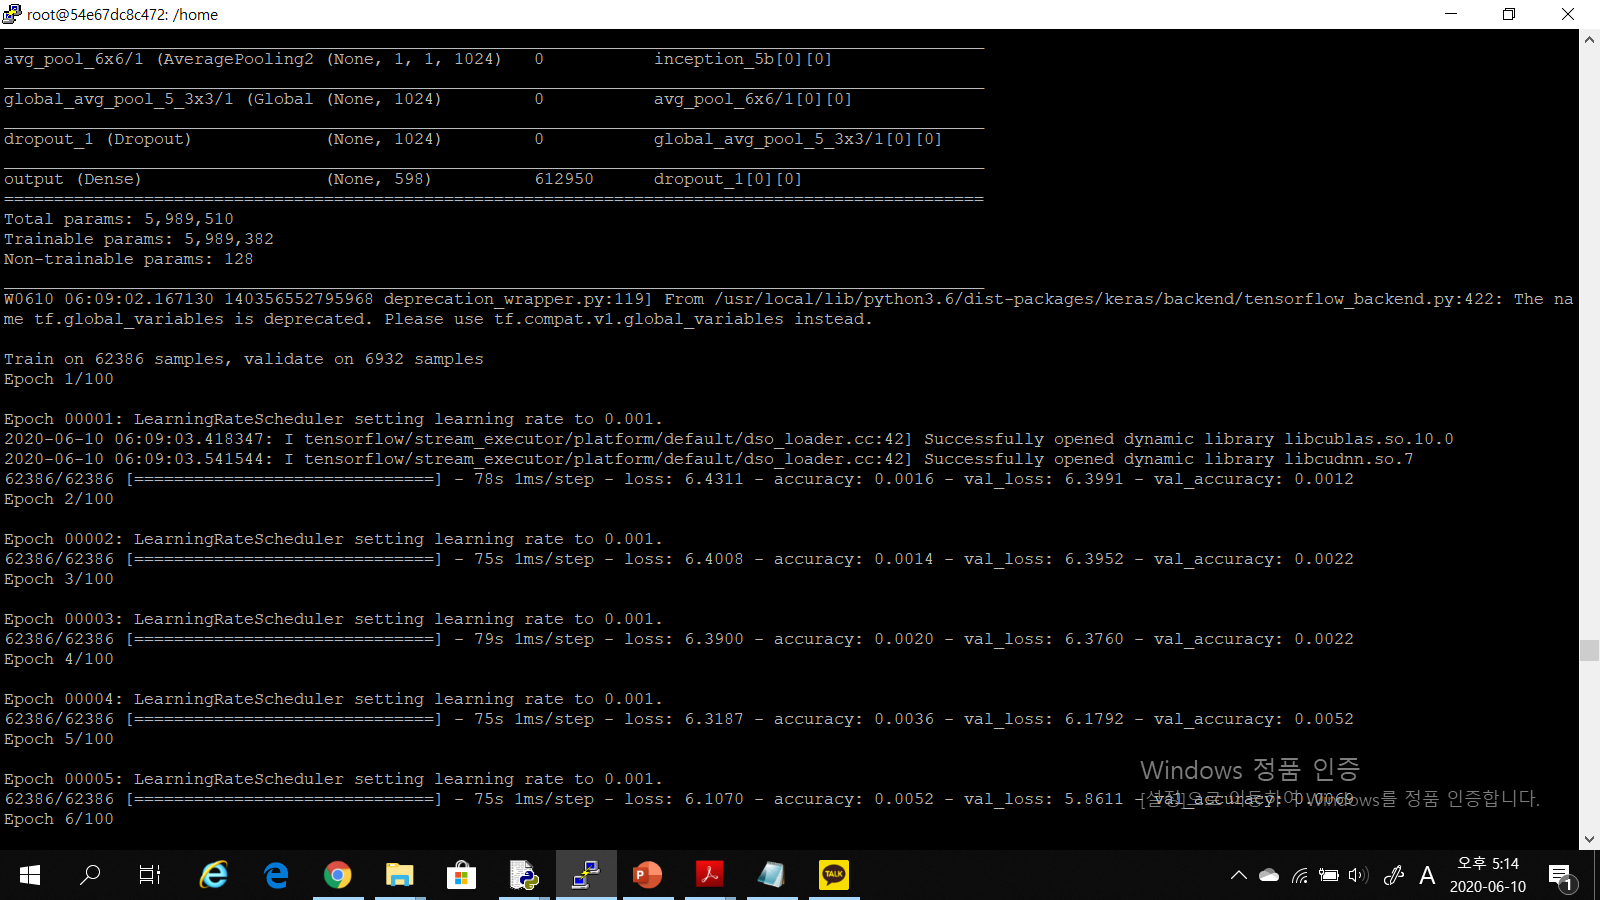 root@54e67dc8c472: /home
avg_pool_6x6/1 (AveragePooling2 (None, 1, 1, 1024) 0 inception_5b[0][0]
global_avg_pool_5_3x3/1 (Global (None, 1024) 0 avg_pool_6x6/1[0][0]
dropout_1 (Dropout) (None, 1024) 0 global_avg_pool_5_3x3/1[0][0]
output (Dense) (None, 598) 612950 dropout_1[0][0]
==================================================================================================
Total params: 5,989,510
Trainable params: 5,989,382
Non-trainable params: 128
W0610 06:09:02.167130 140356552795968 deprecation_wrapper.py:119] From /usr/local/lib/python3.6/dist-packages/keras/backend/tensorflow_backend.py:422: The na
me tf.global_variables is deprecated. Please use tf.compat.v1.global_variables instead.
Train on 62386 samples, validate on 6932 samples
Epoch 1/100
Epoch 00001: LearningRateScheduler setting learning rate to 0.001.
2020-06-10 06:09:03.418347: I tensorflow/stream_executor/platform/default/dso_loader.cc:42] Successfully opened dynamic library libcublas.so.10.0
2020-06-10 06:09:03.541544: I tensorflow/stream_executor/platform/default/dso_loader.cc:42] Successfully opened dynamic library libcudnn.so.7
62386/62386 [==============================] - 78s 1ms/step - loss: 6.4311 - accuracy: 0.0016 - val_loss: 6.3991 - val_accuracy: 0.0012
Epoch 2/100
Epoch 00002: LearningRateScheduler setting learning rate to 0.001.
62386/62386 [==============================] - 75s 1ms/step - loss: 6.4008 - accuracy: 0.0014 - val_loss: 6.3952 - val_accuracy: 0.0022
Epoch 3/100
Epoch 00003: LearningRateScheduler setting learning rate to 0.001.
62386/62386 [==============================] - 79s 1ms/step - loss: 6.3900 - accuracy: 0.0020 - val_loss: 6.3760 - val_accuracy: 0.0022
Epoch 4/100
Epoch 00004: LearningRateScheduler setting learning rate to 0.001.
62386/62386 [==============================] - 75s 1ms/step - loss: 6.3187 - accuracy: 0.0036 - val_loss: 6.1792 - val_accuracy: 0.0052
Epoch 5/100
Epoch 00005: LearningRateScheduler setting learning rate to 0.001.
Windows 정품 인증
62386/62386 [==============================] - 75s 1ms/step - loss: 6.1070 - accuracy: 0.0052 - val_loss: 5.8611 - val_accuracy: 0.0069
[설정]으로 이동하여 Windows를 정품 인증합니다.
Epoch 6/100
TALK
A
오후 5:14
2020-06-10
1